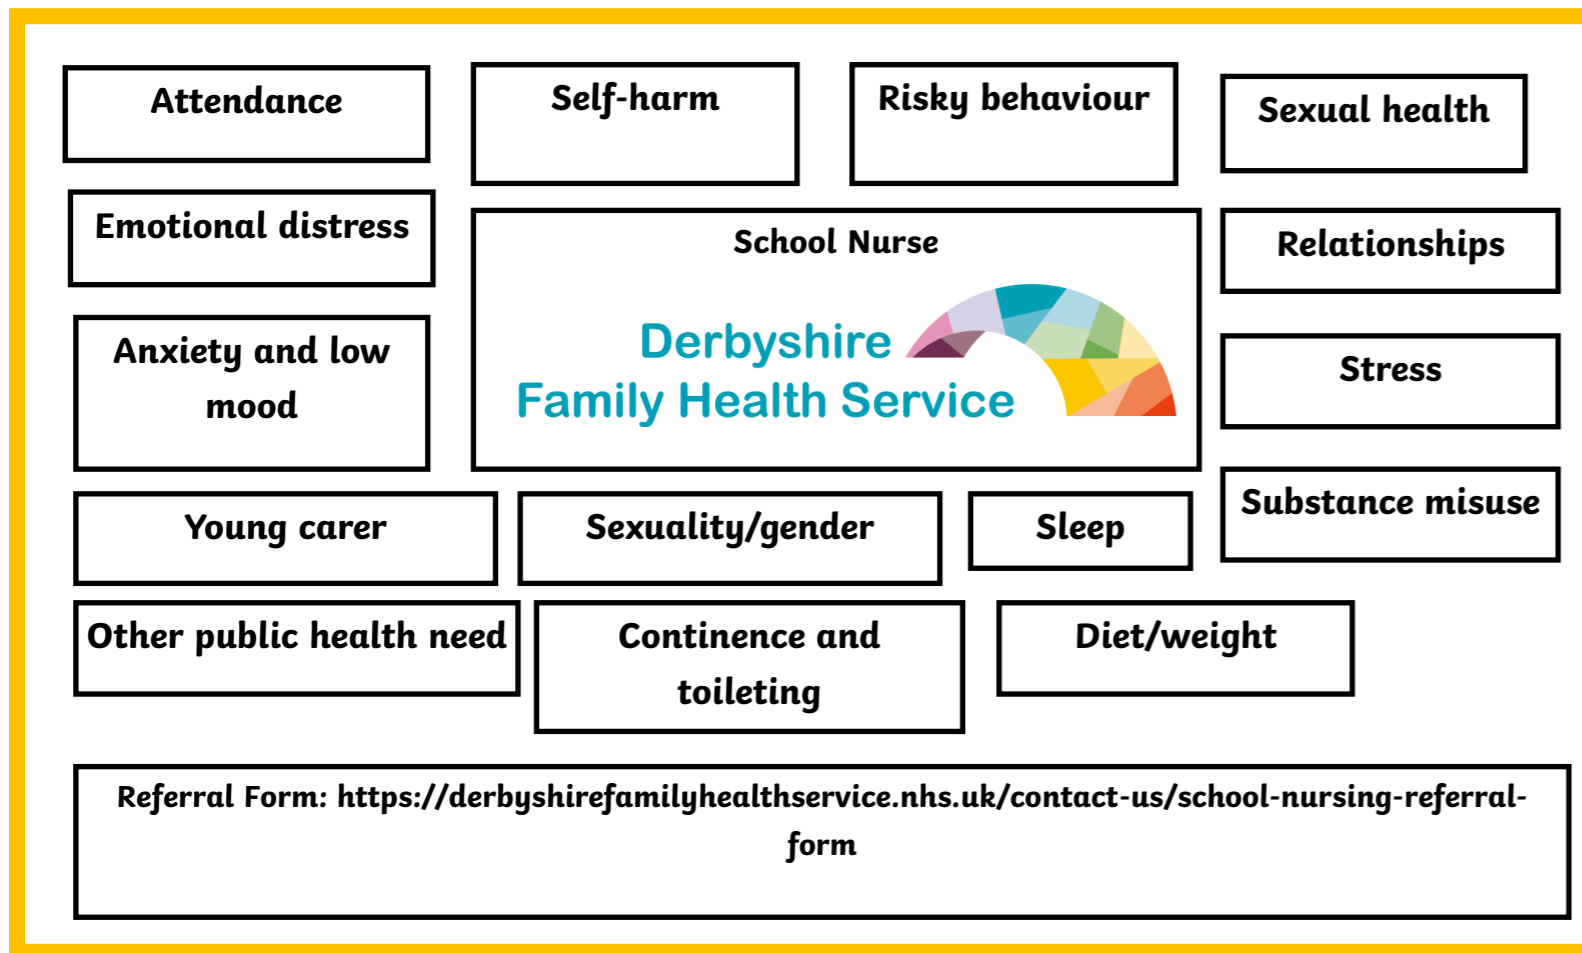 Attendance
Self-harm
Risky behaviour
Sexual health
Emotional distress
School Nurse
Derbyshire
Family Health Service
Relationships
Anxiety and low
mood
Stress
Substance misuse
Young carer
Sexuality/gender
Sleep
Other public health need
Continence and
toileting
Diet/weight
Referral Form: https://derbyshirefamilyhealthservice.nhs.uk/contact-us/school-nursing-referral-
form